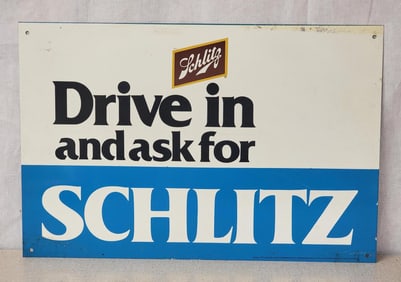 Schlitz
Drive in
and ask for
SCHLITZ